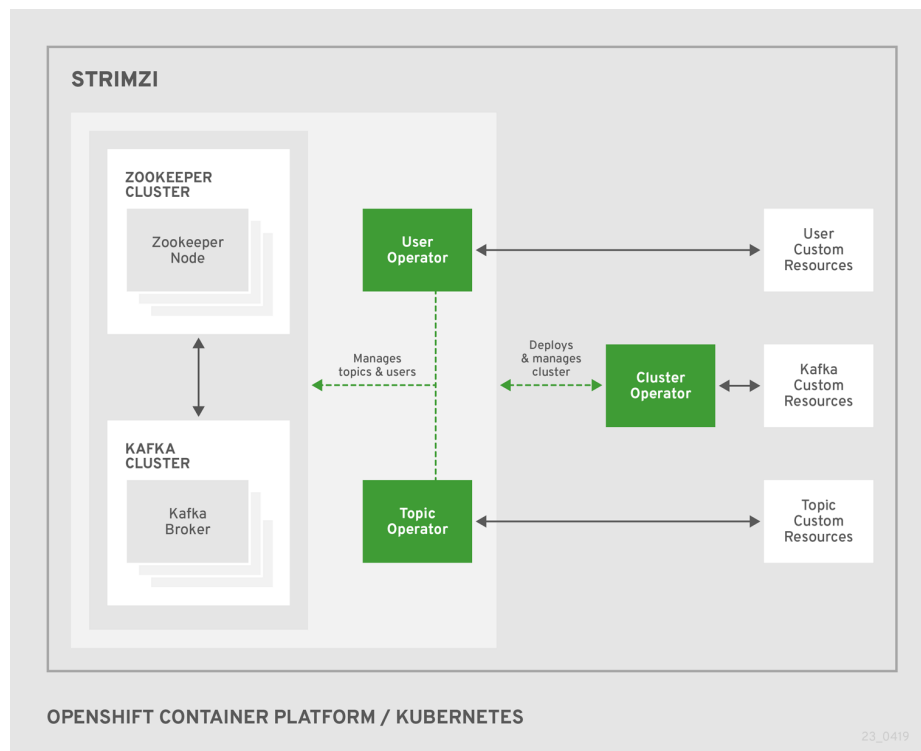 STRIMZI
ZOOKEEPER
CLUSTER
Zookeeper
Node
User
Operator
User
Custom
Resources
Manages
topics & users
Deploys
& manages
cluster
Cluster
Operator
Kafka
Custom
Resources
KAFKA
CLUSTER
Kafka
Broker
Topic
Operator
Topic
Custom
Resources
OPENSHIFT CONTAINER PLATFORM / KUBERNETES
23_0419